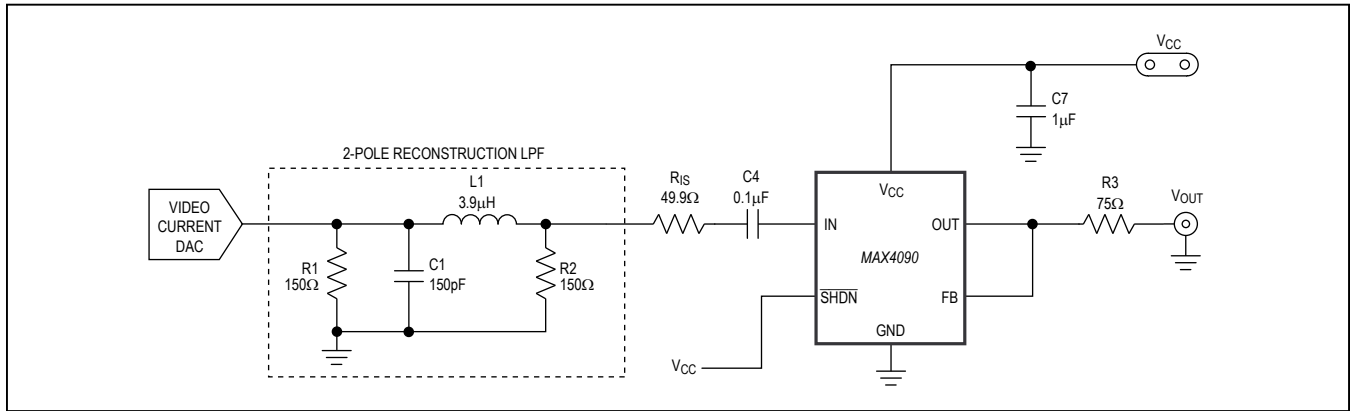 VCC
C7
1µF
2-POLE RECONSTRUCTION LPF
VIDEO
CURRENT
DAC
L1
3.9µH
R1
150Ω
C1
150pF
R2
150Ω
RIS
49.9Ω
C4
0.1µF
VCC
IN
OUT
MAX4090
SHDN
FB
GND
VCC
R3
75Ω
VOUT